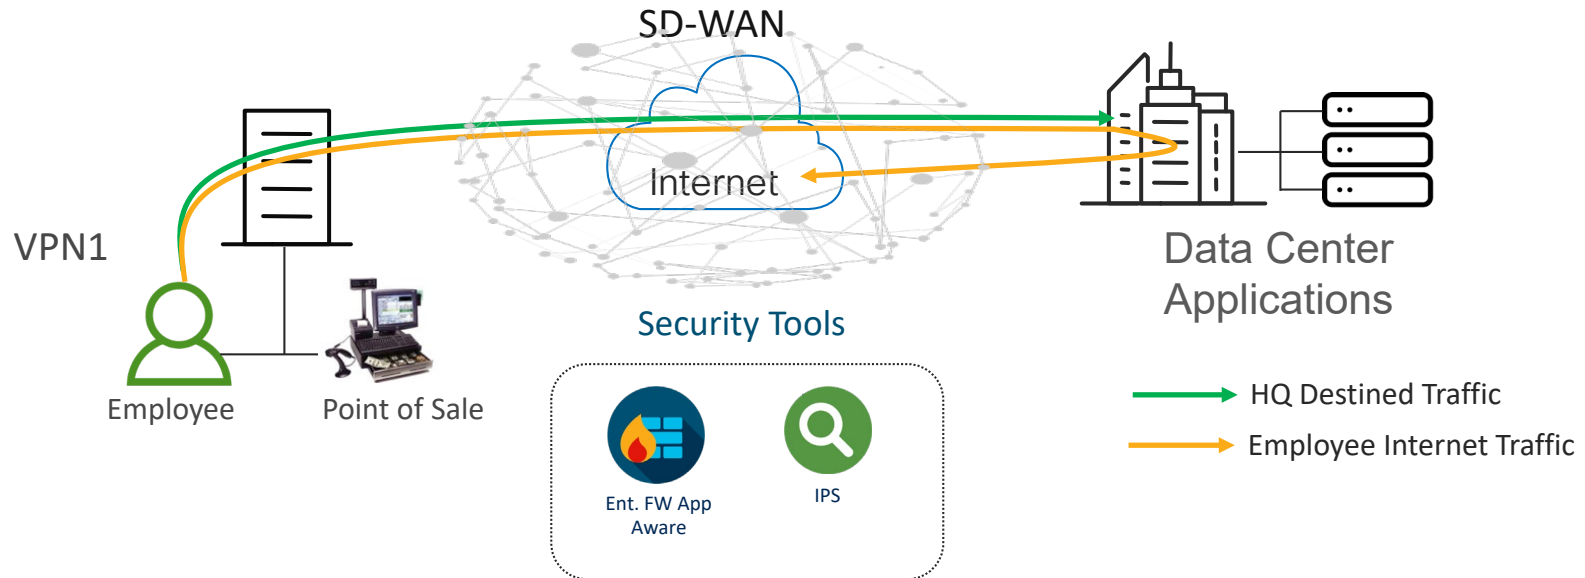 SD-WAN
Internet
VPN1
Data Center
Applications
Security Tools
Employee
Point of Sale
HQ Destined Traffic
Employee Internet Traffic
Ent. FW App
Aware
IPS